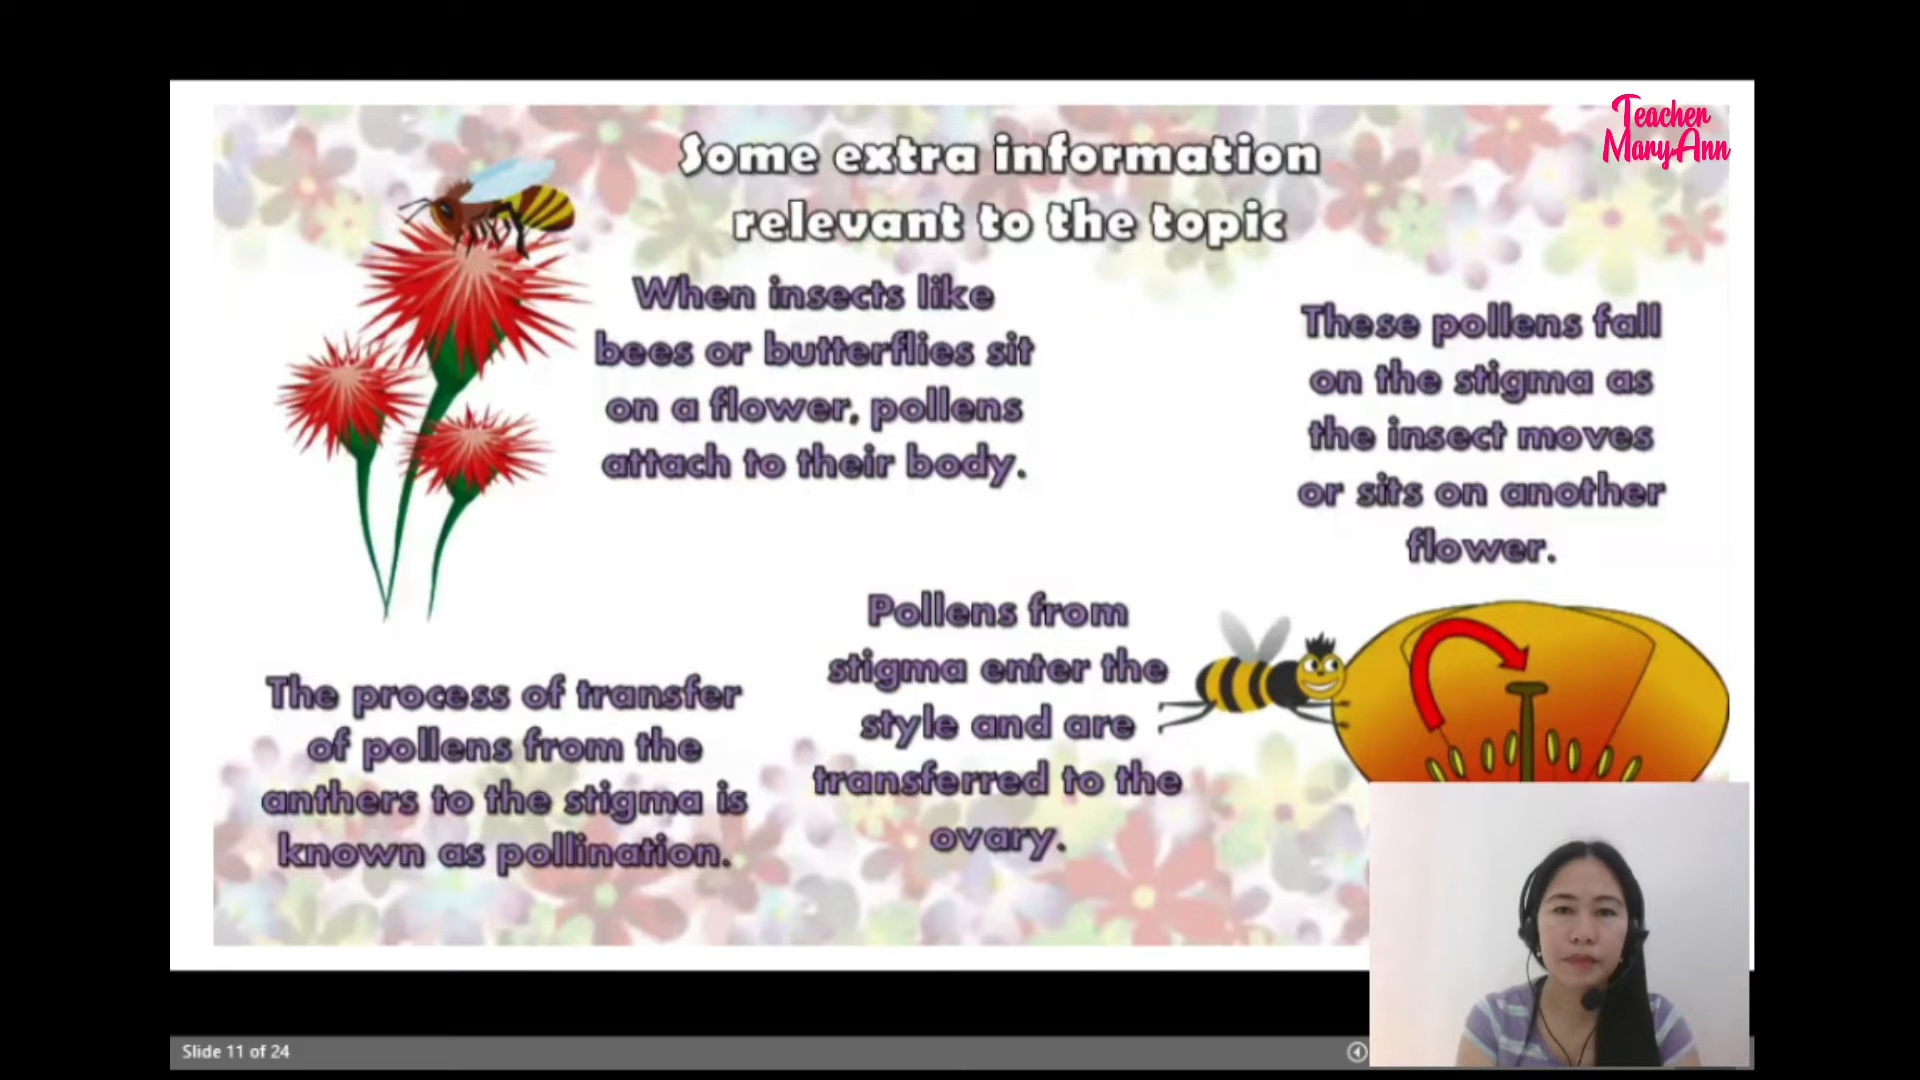 Teacher
MaryAnn
Some extra information
relevant to the topic
When insects like
bees or butterflies sit
on a flower, pollens
attach to their body.
These pollens fall
on the stigma as
the insect moves
or sits on another
flower.
Pollens from
stigma enter the
style and are
transferred to the
ovary.
The process of transfer
of pollens from the
anthers to the stigma is
known as pollination.
Slide 11 of 24